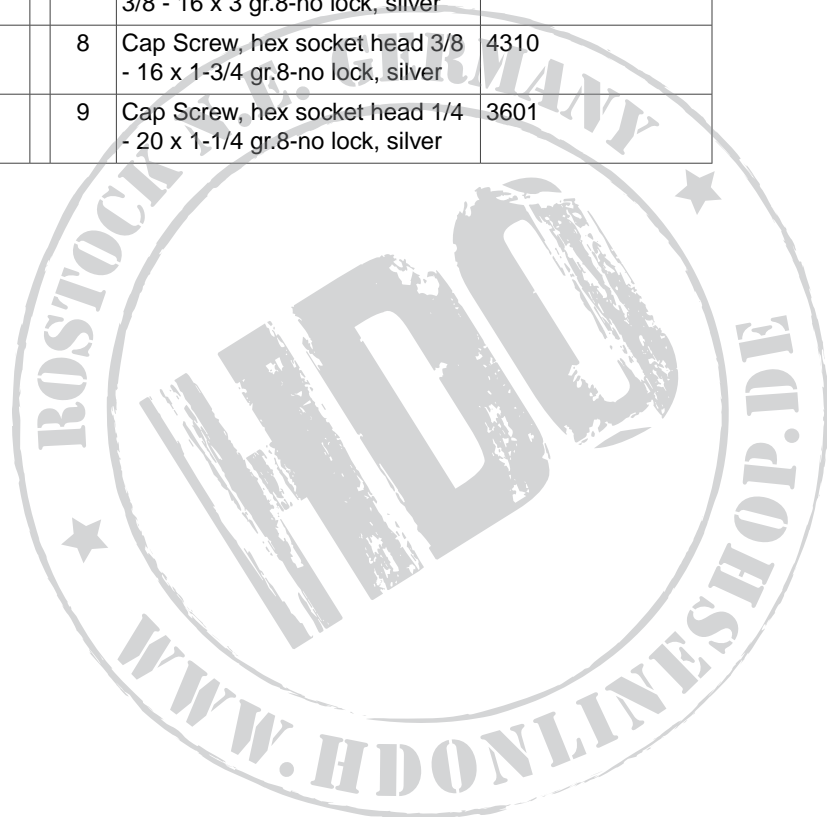 3/8 - 16 x 3 gr.8-no lock, silver
8 Cap Screw, hex socket head 3/8 4310
- 16 x 1-3/4 gr.8-no lock, silver
9 Cap Screw, hex socket head 1/4 3601
- 20 x 1-1/4 gr.8-no lock, silver
ROSTOCK N.E. GERMANY
HDO
WWW.HDONLINESHOP.DE